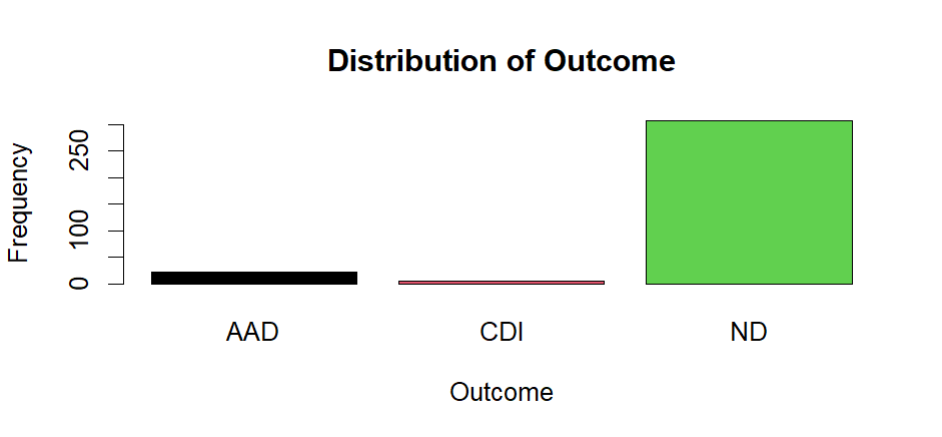 Distribution of Outcome
Frequency
250
100
0
AAD CDI ND
Outcome